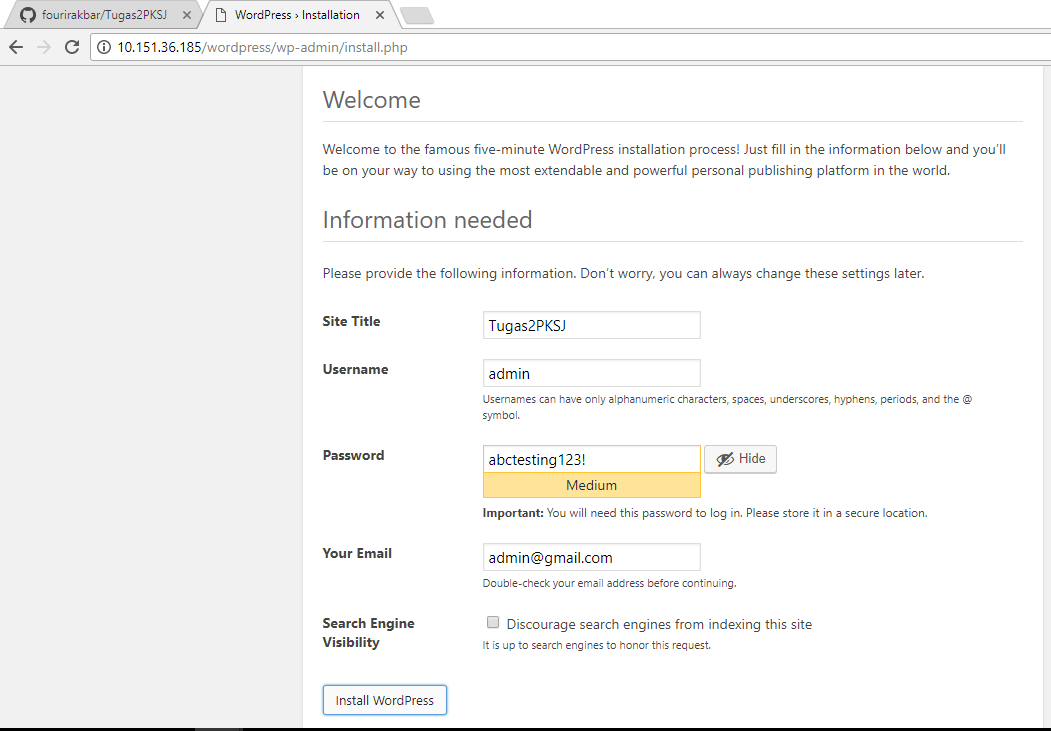 fourirakbar/Tugas2PKSJ
WordPress › Installation
10.151.36.185/wordpress/wp-admin/install.php
Welcome
Welcome to the famous five-minute WordPress installation process! Just fill in the information below and you’ll
be on your way to using the most extendable and powerful personal publishing platform in the world.
Information needed
Please provide the following information. Don’t worry, you can always change these settings later.
Site Title
Tugas2PKSJ
Username
admin
Usernames can have only alphanumeric characters, spaces, underscores, hyphens, periods, and the @
symbol.
Password
abctesting123!
Hide
Medium
Important: You will need this password to log in. Please store it in a secure location.
Your Email
admin@gmail.com
Double-check your email address before continuing.
Search Engine
Visibility
Discourage search engines from indexing this site
It is up to search engines to honor this request.
Install WordPress